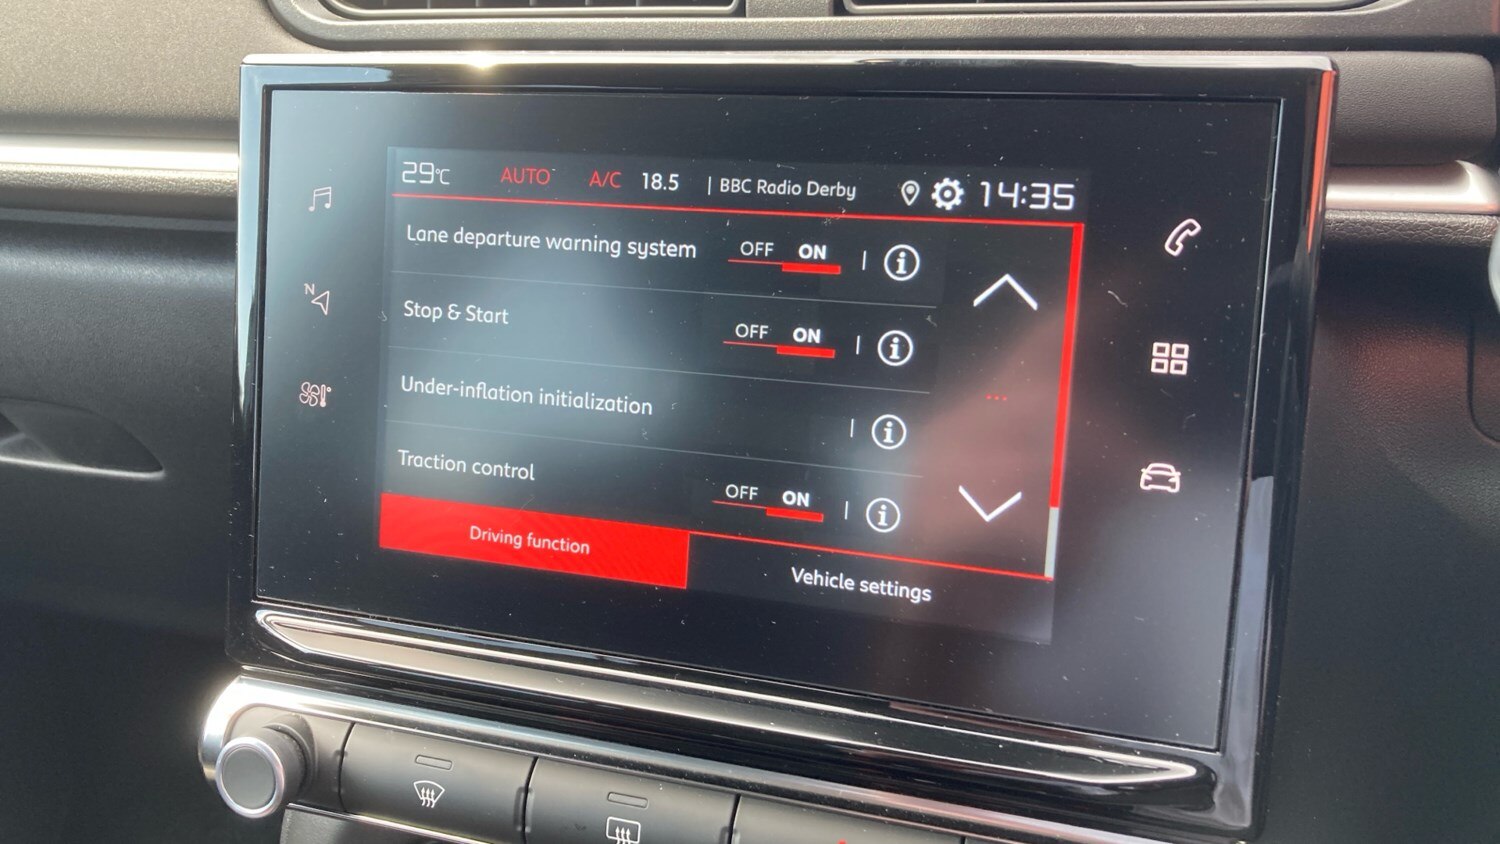 29°C AUTO A/C 18.5 | BBC Radio Derby 14:35
Lane departure warning system OFF ON
N
Stop & Start OFF ON
Under-inflation initialization
Traction control OFF ON
Driving function
Vehicle settings